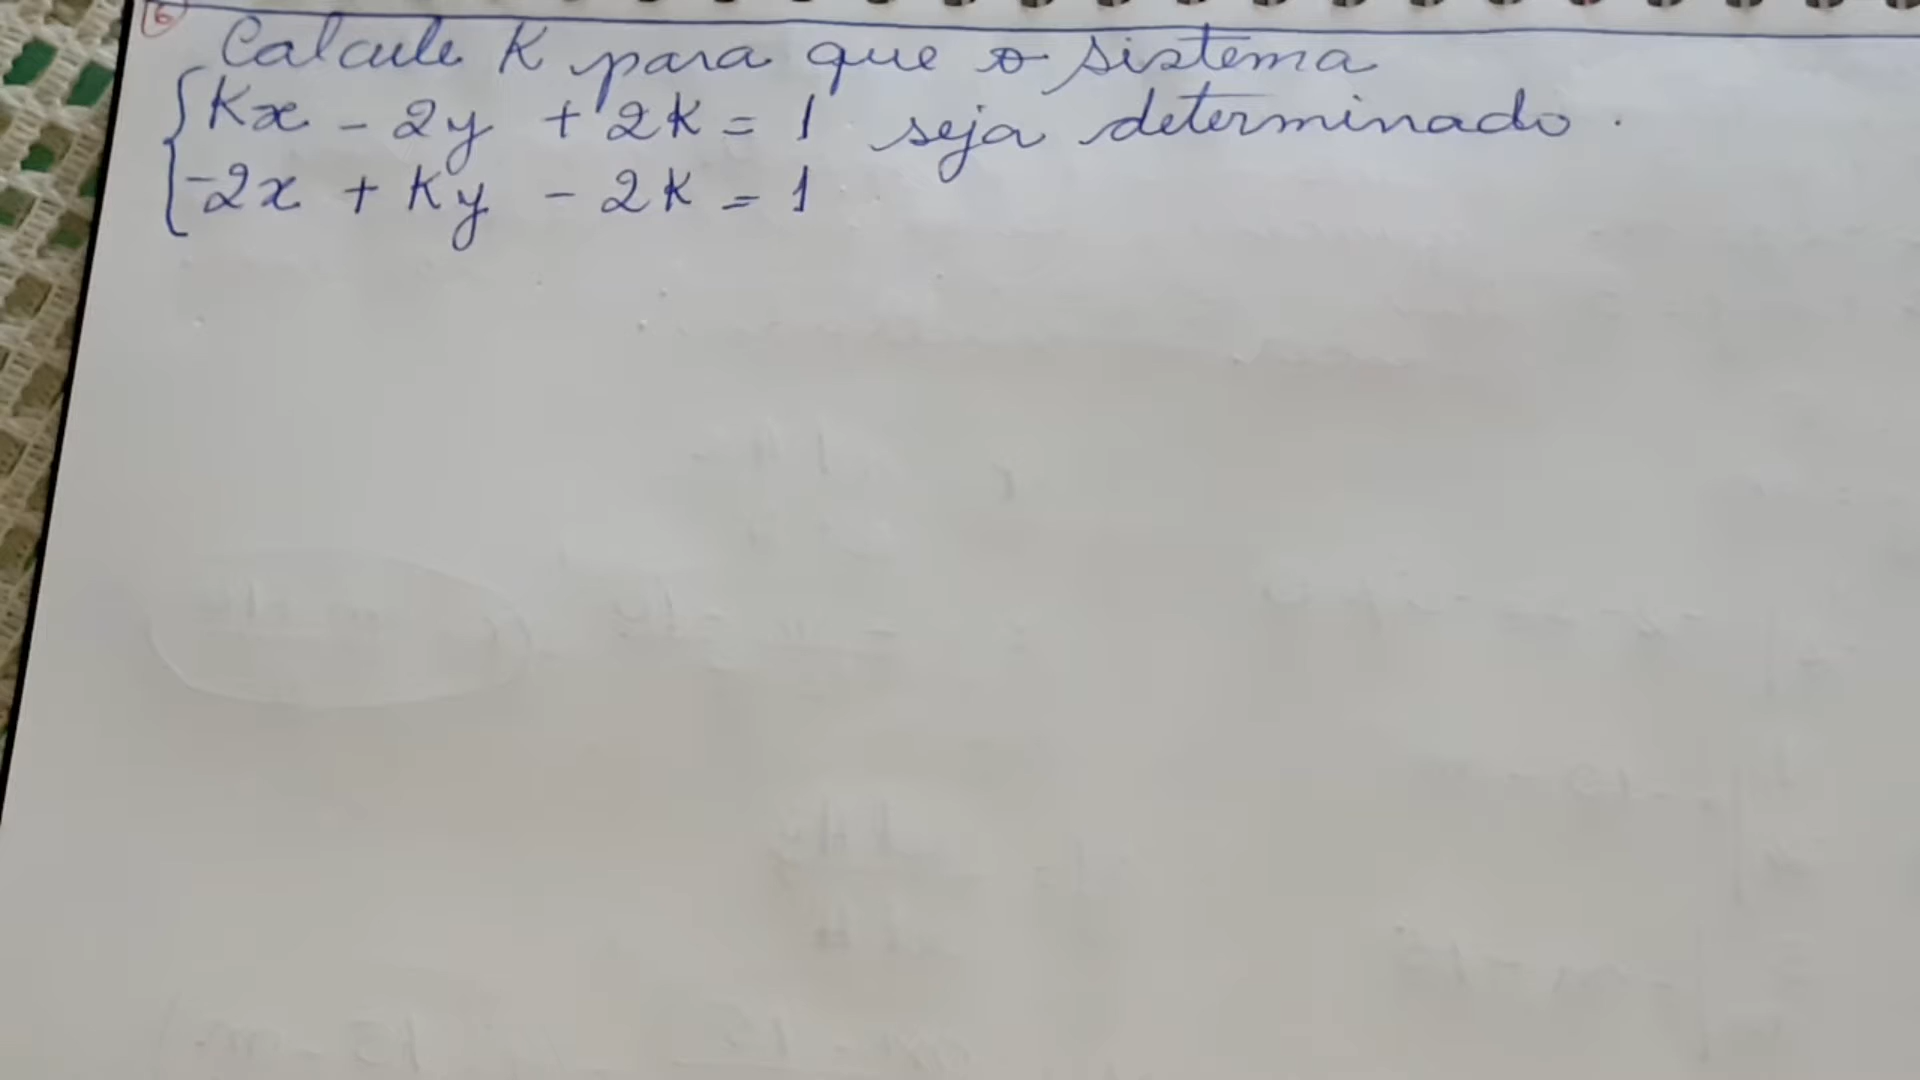 6
Calcule K para que o sistema
Kx - 2y + 2K = 1 seja determinado.
-2x + Ky - 2K = 1